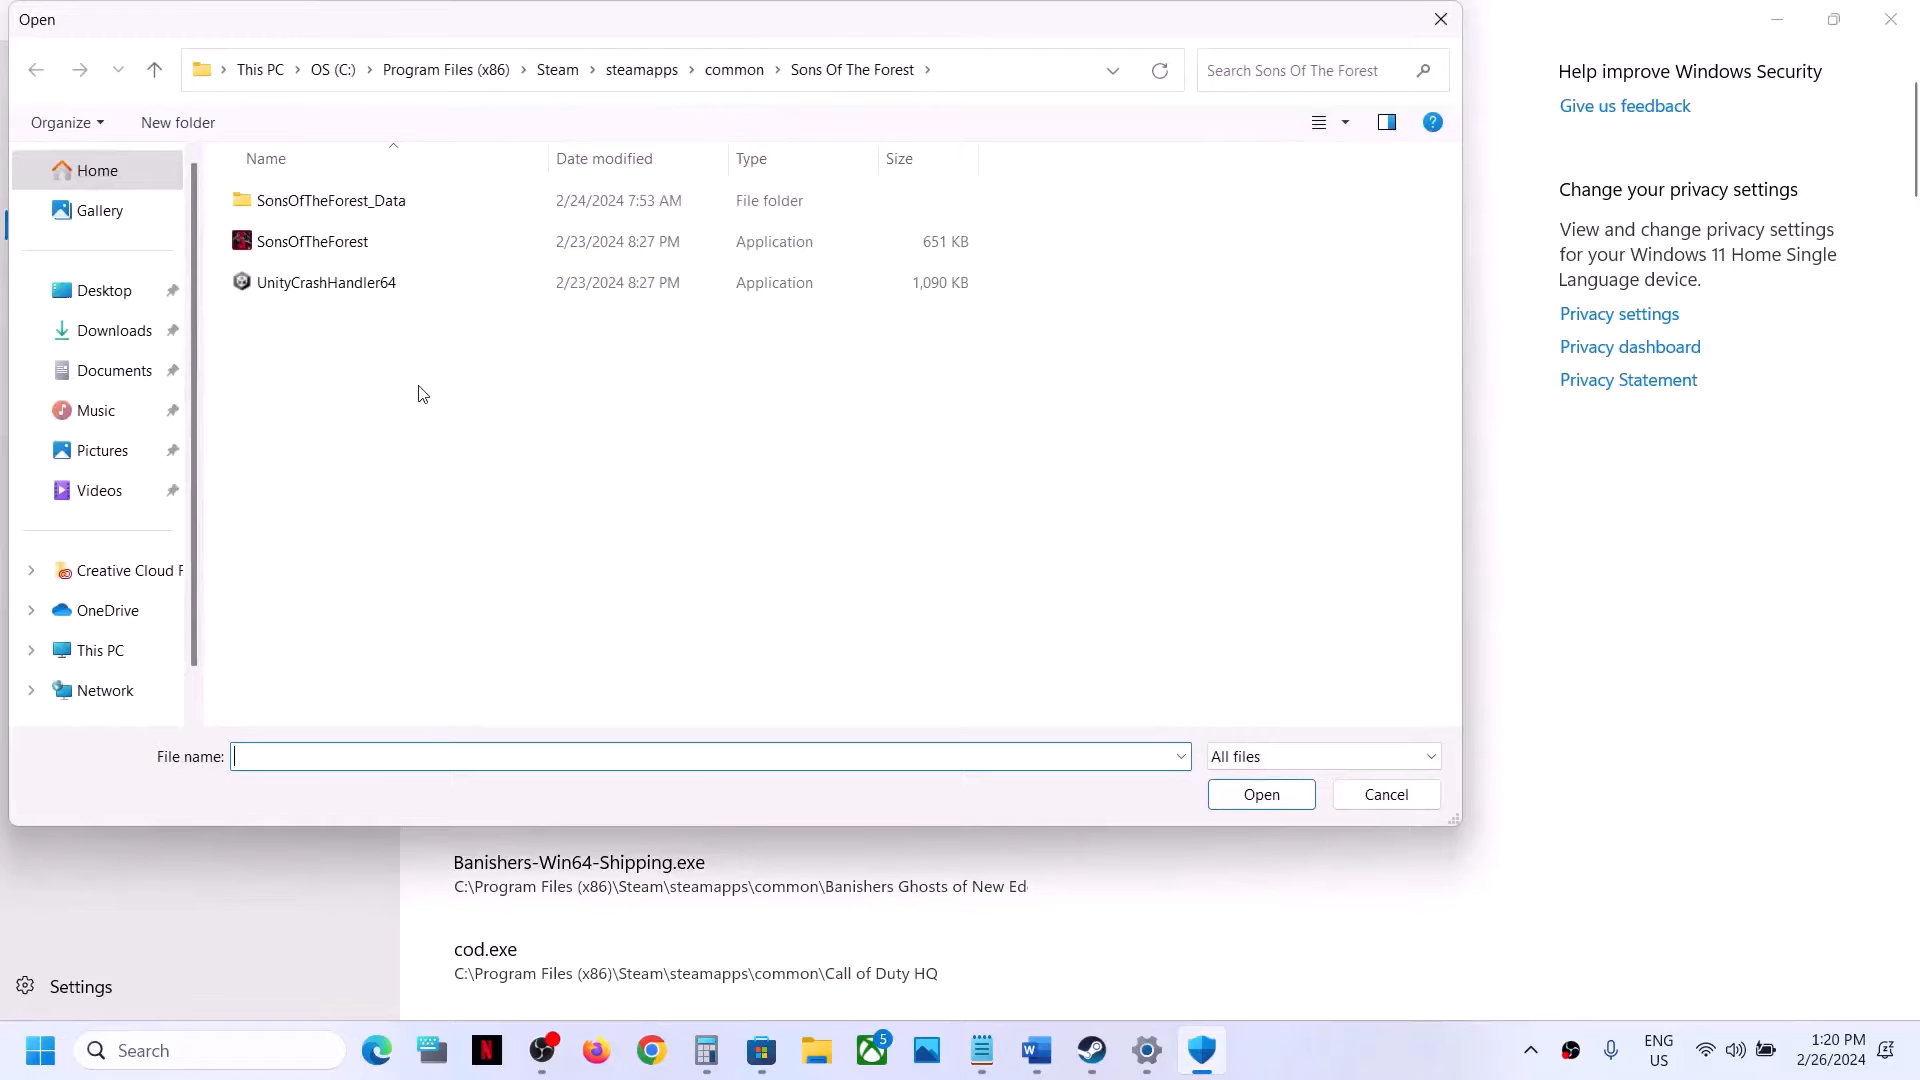 Open
This PC > OS (C:) > Program Files (x86) > Steam > steamapps > common > Sons Of The Forest >
Search Sons Of The Forest
Organize
New folder
Name
Date modified
Type
Size
Home
Gallery
Desktop
Downloads
Documents
Music
Pictures
Videos
Creative Cloud F
OneDrive
This PC
Network
SonsOfTheForest_Data 2/24/2024 7:53 AM File folder
SonsOfTheForest 2/23/2024 8:27 PM Application 651 KB
UnityCrashHandler64 2/23/2024 8:27 PM Application 1,090 KB
File name:
All files
Open
Cancel
Help improve Windows Security
Give us feedback
Change your privacy settings
View and change privacy settings
for your Windows 11 Home Single
Language device.
Privacy settings
Privacy dashboard
Privacy Statement
Banishers-Win64-Shipping.exe
C:\Program Files (x86)\Steam\steamapps\common\Banishers Ghosts of New Ed
cod.exe
C:\Program Files (x86)\Steam\steamapps\common\Call of Duty HQ
Settings
Search
5
ENG
US
1:20 PM
2/26/2024